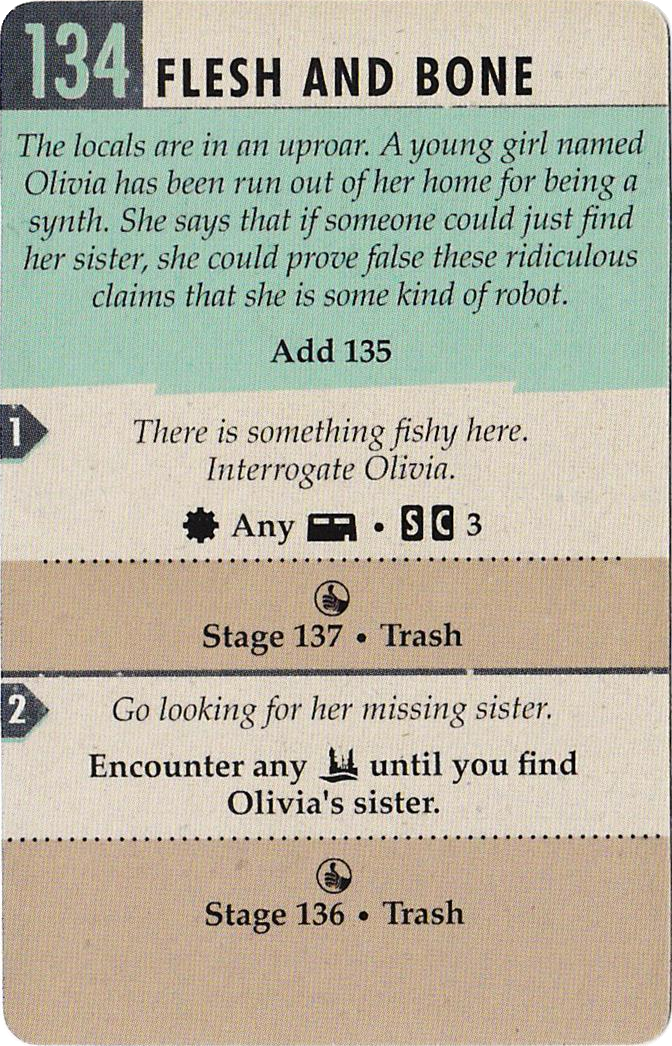 134 FLESH AND BONE
The locals are in an uproar. A young girl named
Olivia has been run out of her home for being a
synth. She says that if someone could just find
her sister, she could prove false these ridiculous
claims that she is some kind of robot.
Add 135
1
There is something fishy here.
Interrogate Olivia.
Any • S C 3
Stage 137 • Trash
2
Go looking for her missing sister.
Encounter any until you find
Olivia's sister.
Stage 136 • Trash